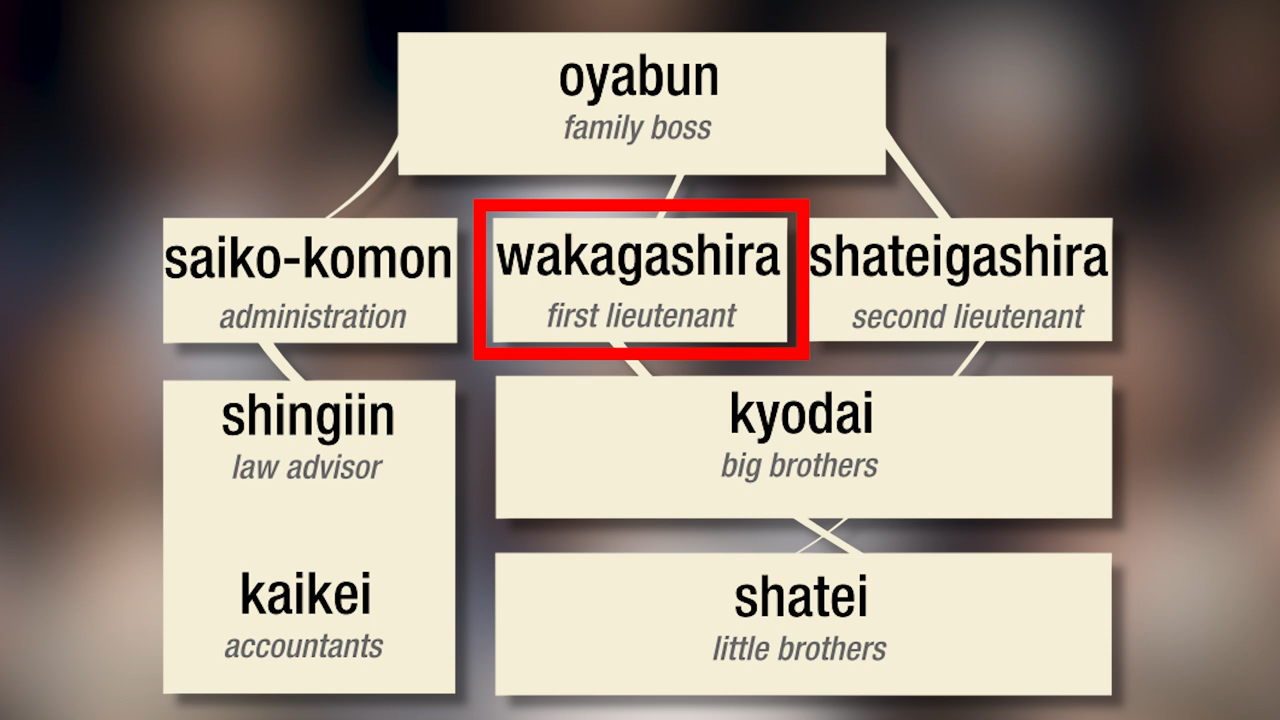 oyabun
family boss
saiko-komon
administration
wakagashira
first lieutenant
shateigashira
second lieutenant
shingiin
law advisor
kaikei
accountants
kyodai
big brothers
shatei
little brothers